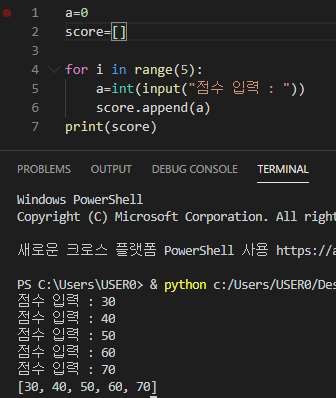 1 a=0
2 score=[]
3
4 for i in range(5):
5 a=int(input("점수 입력 : "))
6 score.append(a)
7 print(score)
PROBLEMS OUTPUT DEBUG CONSOLE TERMINAL
Windows PowerShell
Copyright (C) Microsoft Corporation. All right
새로운 크로스 플랫폼 PowerShell 사용 https://a
PS C:\Users\USER0> & python c:/Users/USER0/Des
점수 입력 : 30
점수 입력 : 40
점수 입력 : 50
점수 입력 : 60
점수 입력 : 70
[30, 40, 50, 60, 70]